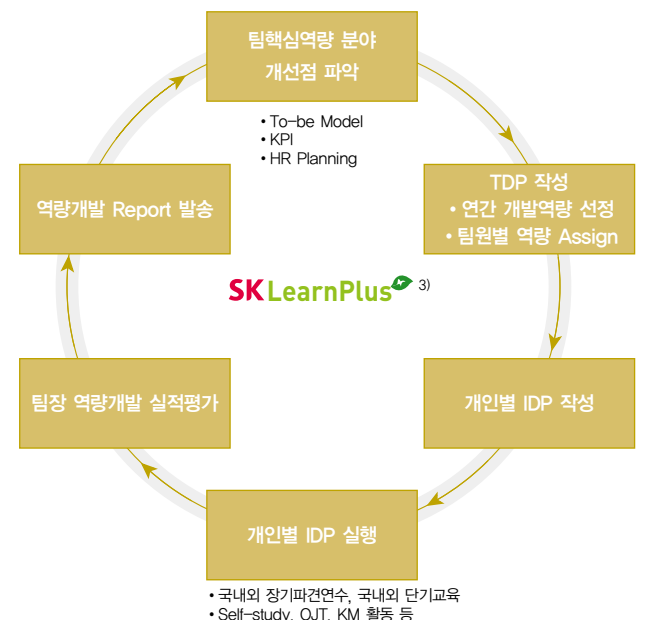 팀핵심역량 분야
개선점 파악
• To-be Model
• KPI
• HR Planning
TDP 작성
• 연간 개발역량 선정
• 팀원별 역량 Assign
개인별 IDP 작성
개인별 IDP 실행
• 국내외 장기파견연수, 국내외 단기교육
• Self-study, OJT, KM 활동 등
팀장 역량개발 실적평가
역량개발 Report 발송
SK LearnPlus 3)